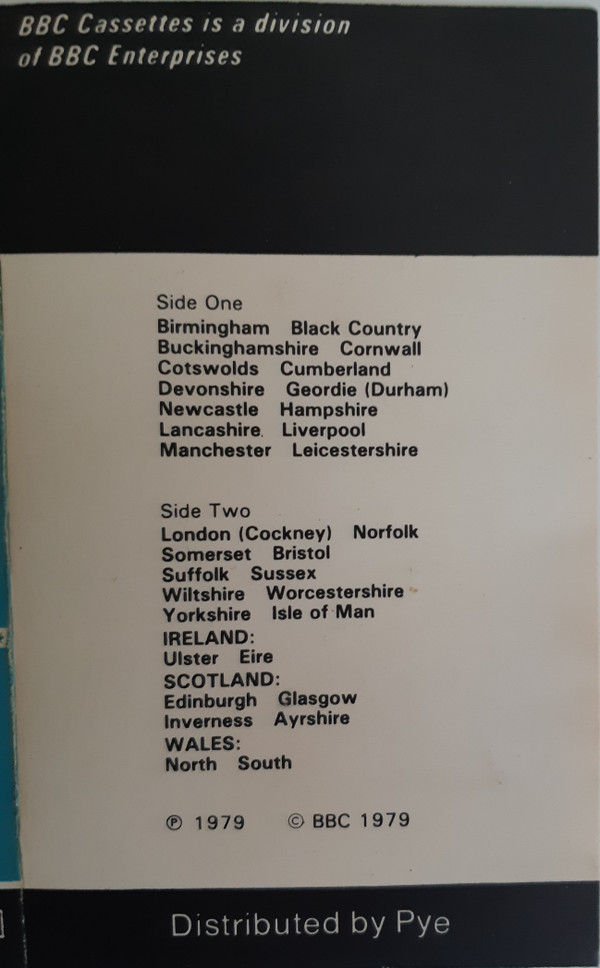 BBC Cassettes is a division
of BBC Enterprises
Side One
Birmingham Black Country
Buckinghamshire Cornwall
Cotswolds Cumberland
Devonshire Geordie (Durham)
Newcastle Hampshire
Lancashire. Liverpool
Manchester Leicestershire
Side Two
London (Cockney) Norfolk
Somerset Bristol
Suffolk Sussex
Wiltshire Worcestershire
Yorkshire Isle of Man
IRELAND:
Ulster Eire
SCOTLAND:
Edinburgh Glasgow
Inverness Ayrshire
WALES:
North South
℗ 1979 © BBC 1979
Distributed by Pye